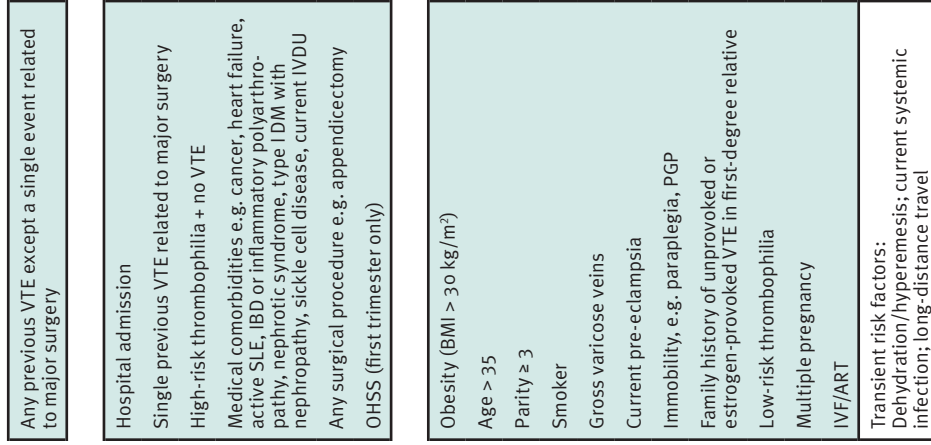 Any previous VTE except a single event related
to major surgery
Hospital admission
Single previous VTE related to major surgery
High-risk thrombophilia + no VTE
Medical comorbidities e.g. cancer, heart failure,
active SLE, IBD or inflammatory polyarthro-
pathy, nephrotic syndrome, type I DM with
nephropathy, sickle cell disease, current IVDU
Any surgical procedure e.g. appendicectomy
OHSS (first trimester only)
Obesity (BMI > 30 kg/m²)
Age > 35
Parity ≥ 3
Smoker
Gross varicose veins
Current pre-eclampsia
Immobility, e.g. paraplegia, PGP
Family history of unprovoked or
estrogen-provoked VTE in first-degree relative
Low-risk thrombophilia
Multiple pregnancy
IVF/ART
Transient risk factors:
Dehydration/hyperemesis; current systemic
infection; long-distance travel